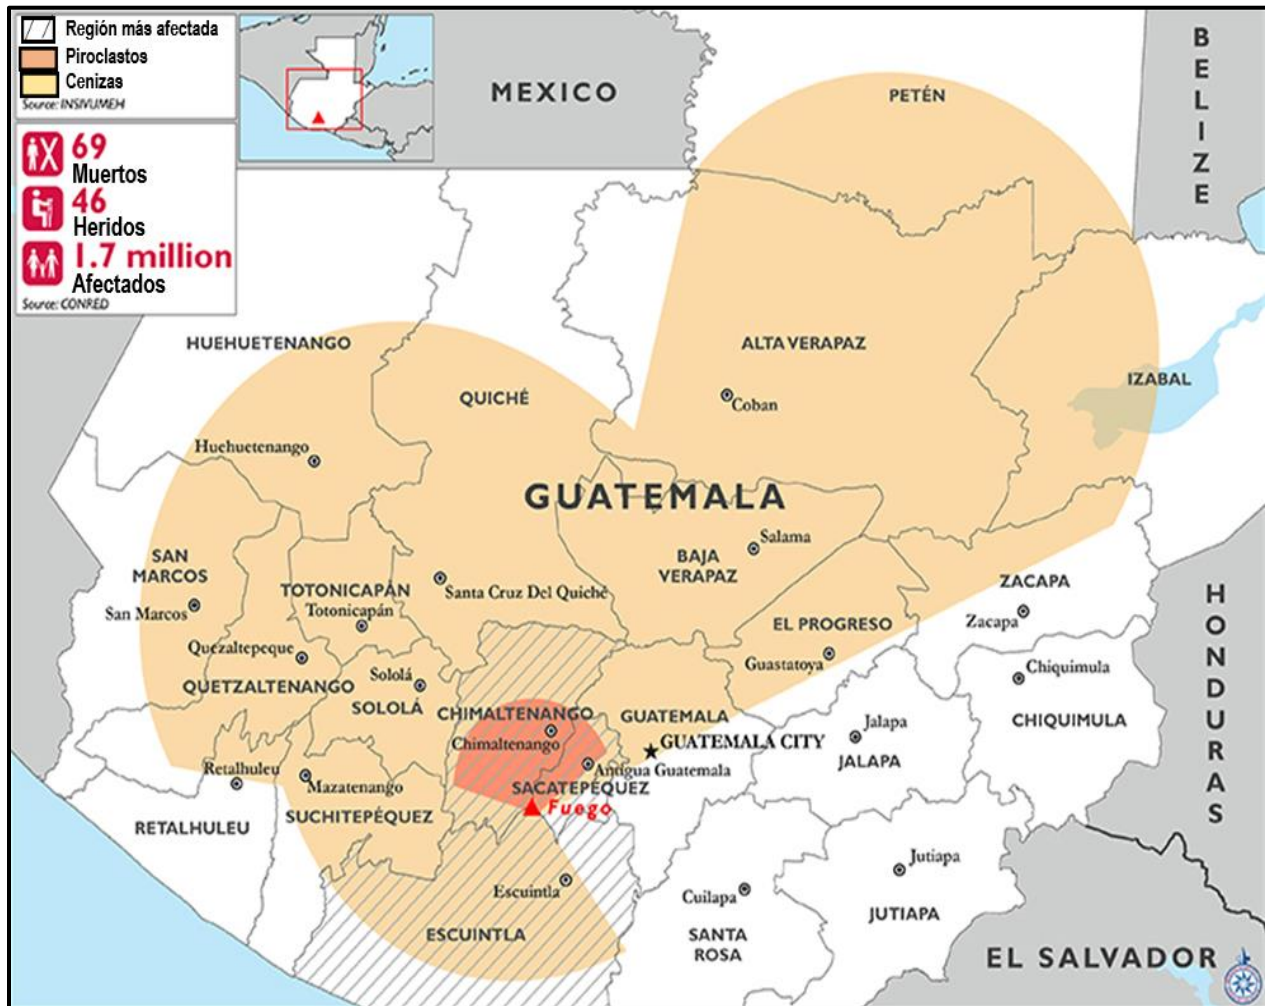 Región más afectada
Piroclastos
Cenizas
Source: INSIVUMEH
69
Muertos
46
Heridos
1.7 million
Afectados
Source: CONRED
MEXICO
BELIZE
PETÉN
HUEHUETENANGO
ALTA VERAPAZ
IZABAL
QUICHÉ
Coban
Huehuetenango
GUATEMALA
Salama
SAN
MARCOS
BAJA
VERAPAZ
ZACAPA
TOTONICAPÁN
Santa Cruz Del Quiché
San Marcos
Totonicapán
Zacapa
EL PROGRESO
HONDURAS
Quezaltepeque
Guastatoya
Chiquimula
Sololá
QUETZALTENANGO
SOLOLÁ
CHIMALTENANGO
GUATEMALA
CHIQUIMULA
Jalapa
Chimaltenango
GUATEMALA CITY
JALAPA
Retalhuleu
Antigua Guatemala
Mazatenango
SACATEPÉQUEZ
Fuego
SUCHITEPÉQUEZ
RETALHULEU
Jutiapa
Escuintla
Cuilapa
JUTIAPA
ESCUINTLA
SANTA
ROSA
EL SALVADOR